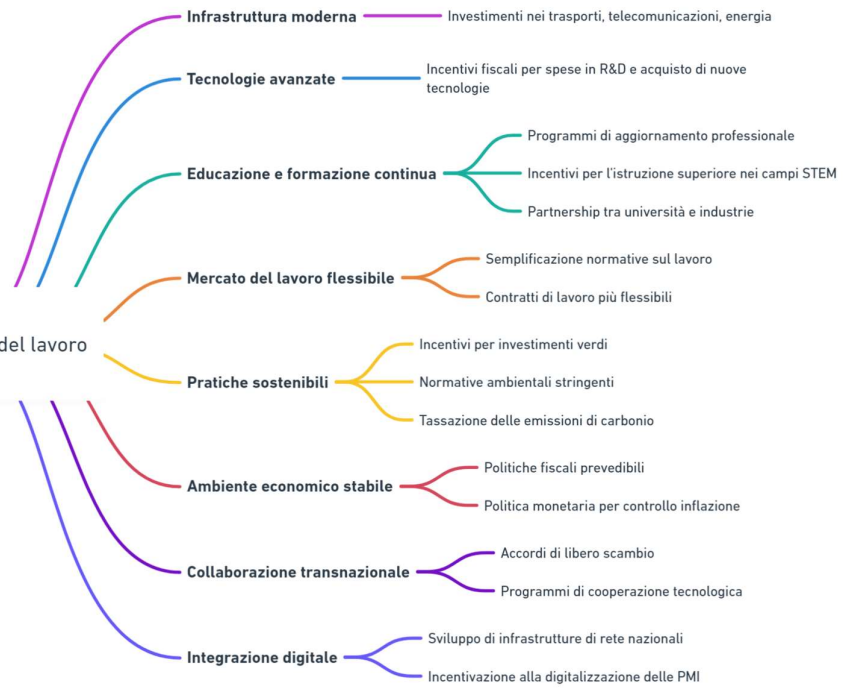 Infrastruttura moderna
Investimenti nei trasporti, telecomunicazioni, energia
Tecnologie avanzate
Incentivi fiscali per spese in R&D e acquisto di nuove
tecnologie
Educazione e formazione continua
Programmi di aggiornamento professionale
Incentivi per l'istruzione superiore nei campi STEM
Partnership tra università e industrie
Mercato del lavoro flessibile
Semplificazione normative sul lavoro
Contratti di lavoro più flessibili
del lavoro
Pratiche sostenibili
Incentivi per investimenti verdi
Normative ambientali stringenti
Tassazione delle emissioni di carbonio
Ambiente economico stabile
Politiche fiscali prevedibili
Politica monetaria per controllo inflazione
Collaborazione transnazionale
Accordi di libero scambio
Programmi di cooperazione tecnologica
Integrazione digitale
Sviluppo di infrastrutture di rete nazionali
Incentivazione alla digitalizzazione delle PMI